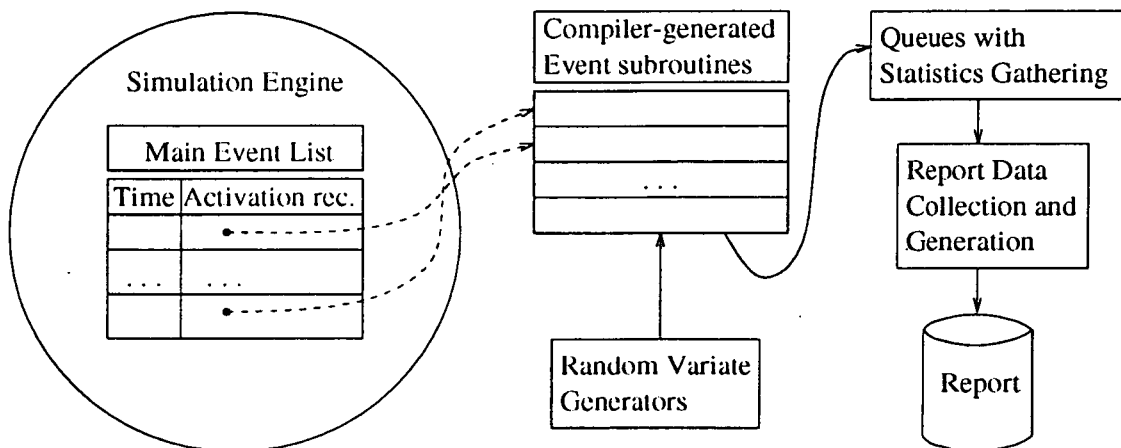 Simulation Engine
Main Event List
Time Activation rec.
. . . . . .
Compiler-generated
Event subroutines
. . .
Random Variate
Generators
Queues with
Statistics Gathering
Report Data
Collection and
Generation
Report